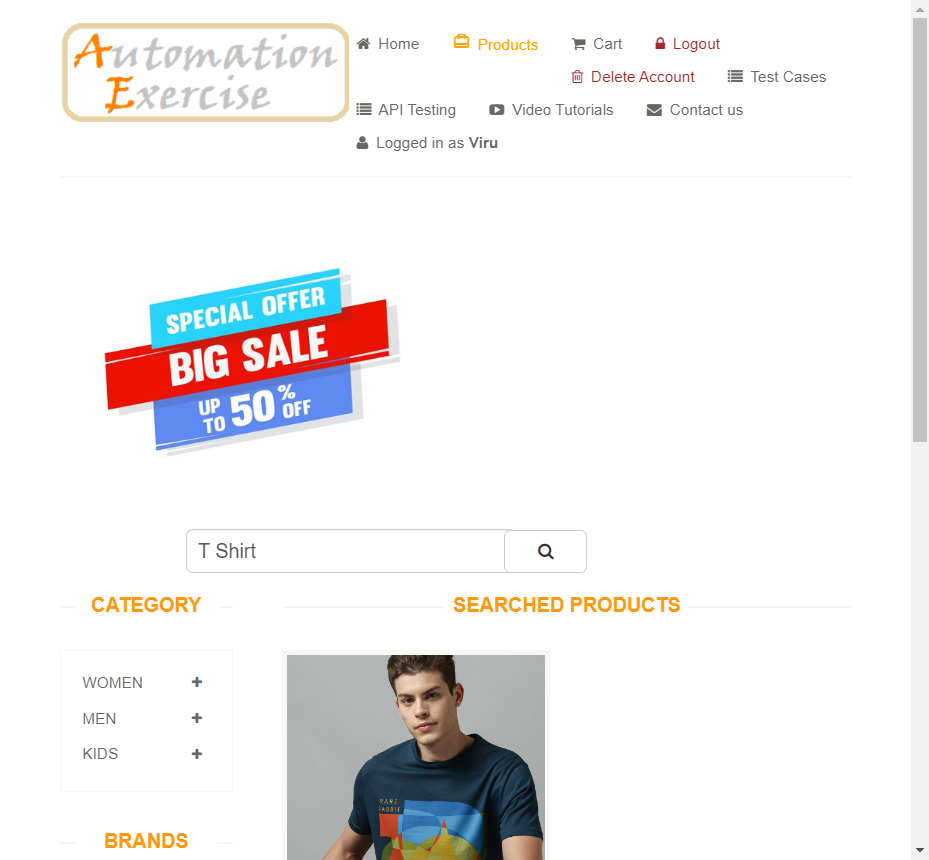 Automation
Exercise
Home Products Cart Logout
Delete Account Test Cases
API Testing Video Tutorials Contact us
Logged in as Viru
SPECIAL OFFER
BIG SALE
UP TO 50% OFF
T Shirt
CATEGORY
SEARCHED PRODUCTS
WOMEN
MEN
KIDS
RARE
RABBIT
BRANDS